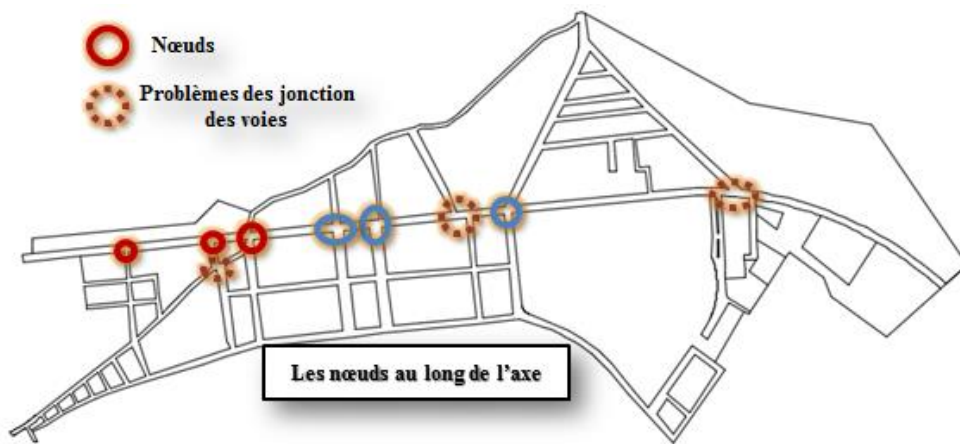 Nœuds
Problèmes des jonction
des voies
Les nœuds au long de l’axe